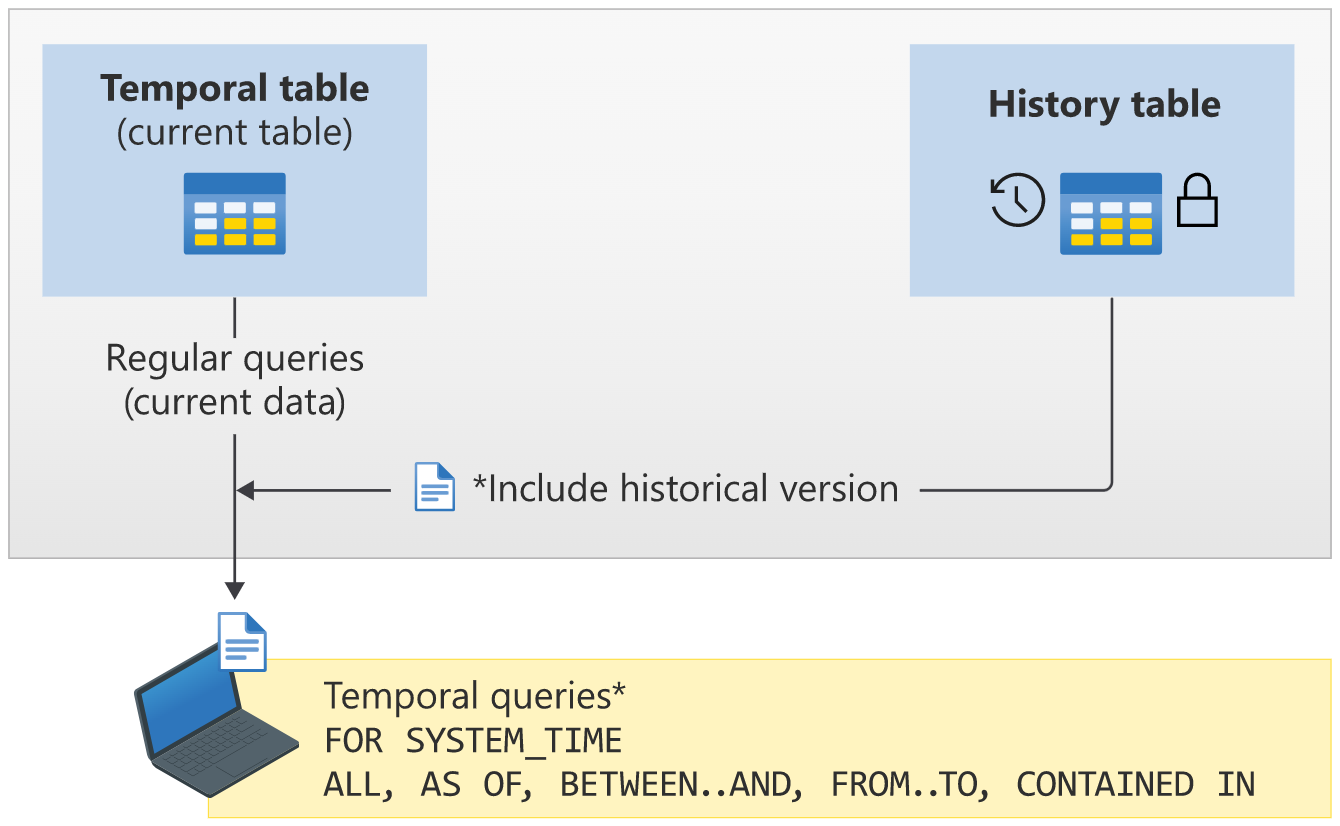 Temporal table
(current table)
History table
Regular queries
(current data)
*Include historical version
Temporal queries*
FOR SYSTEM_TIME
ALL, AS OF, BETWEEN..AND, FROM..TO, CONTAINED IN